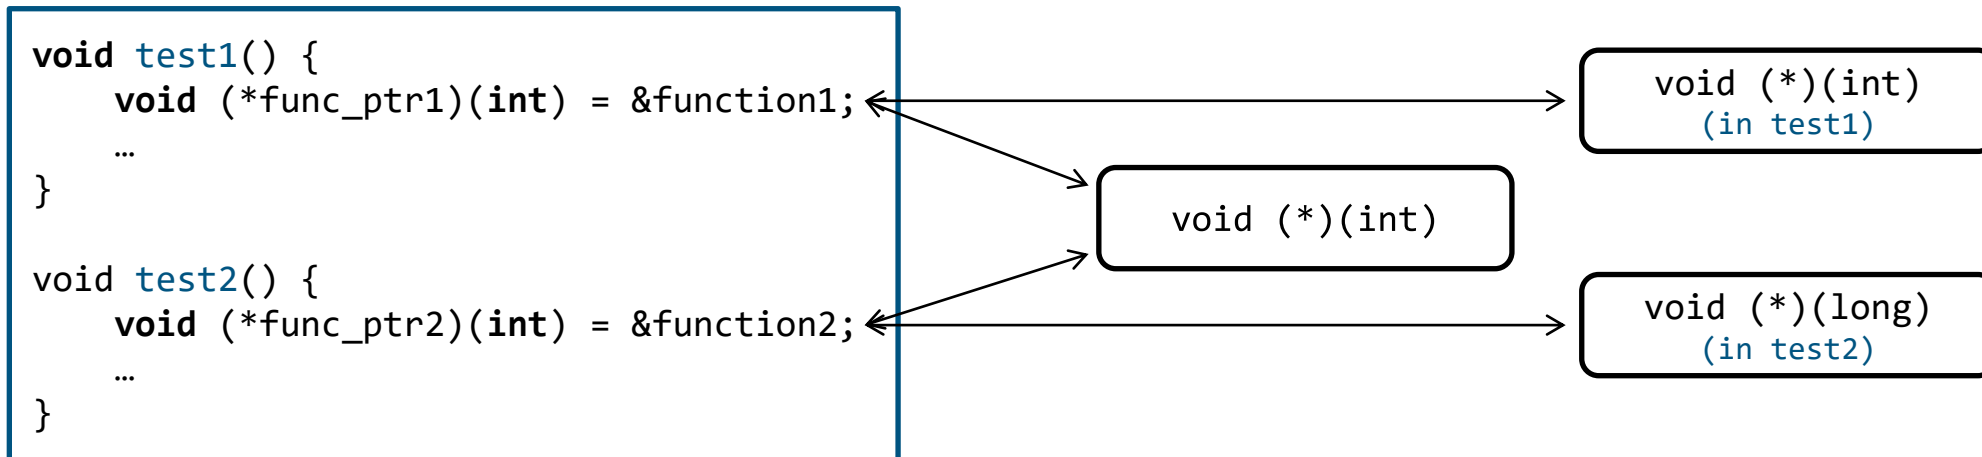 void test1() {
    void (*func_ptr1)(int) = &function1;
    …
}
void test2() {
    void (*func_ptr2)(int) = &function2;
    …
}
void (*)(int)
void (*)(int)
(in test1)
void (*)(long)
(in test2)